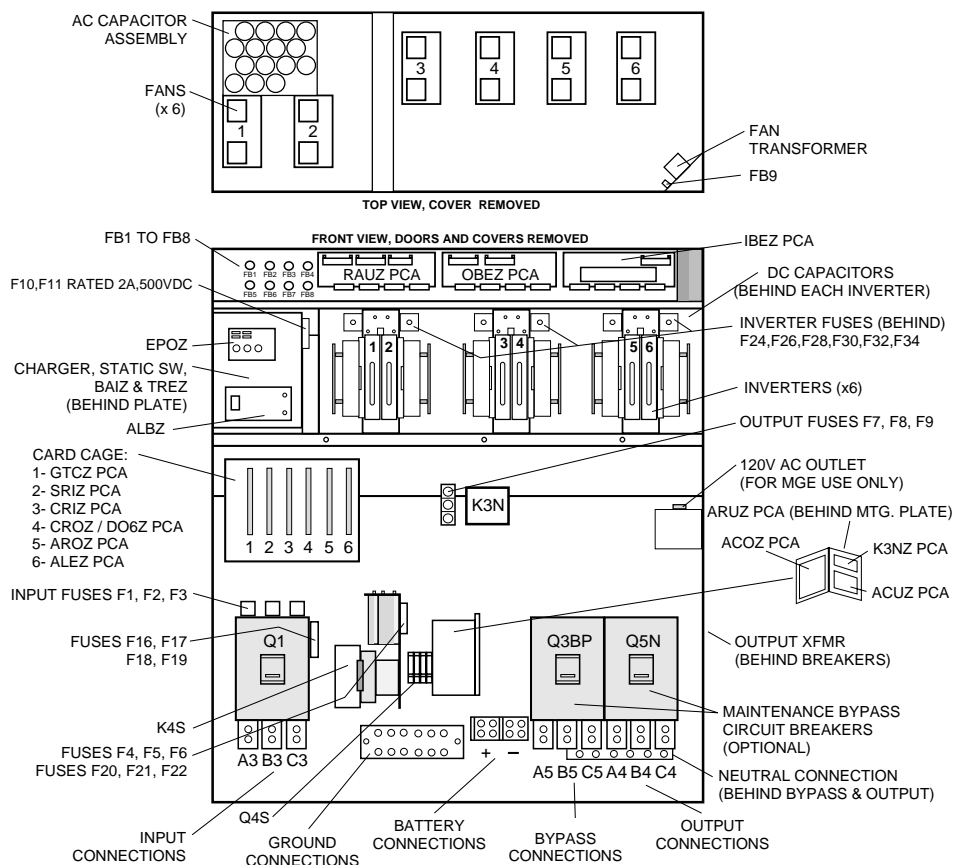 AC CAPACITOR
ASSEMBLY
FANS
(x 6)
1
2
3
4
5
6
FAN
TRANSFORMER
FB9
TOP VIEW, COVER REMOVED
FRONT VIEW, DOORS AND COVERS REMOVED
FB1 TO FB8
FB1 FB2 FB3 FB4
FB5 FB6 FB7 FB8
RAUZ PCA
OBEZ PCA
IBEZ PCA
F10,F11 RATED 2A,500VDC
DC CAPACITORS
(BEHIND EACH INVERTER)
EPOZ
INVERTER FUSES (BEHIND)
F24,F26,F28,F30,F32,F34
1 2
3 4
5 6
CHARGER, STATIC SW,
BAIZ & TREZ
(BEHIND PLATE)
INVERTERS (x6)
ALBZ
OUTPUT FUSES F7, F8, F9
CARD CAGE:
1- GTCZ PCA
2- SRIZ PCA
3- CRIZ PCA
4- CROZ / DO6Z PCA
5- AROZ PCA
6- ALEZ PCA
1 2 3 4 5 6
K3N
120V AC OUTLET
(FOR MGE USE ONLY)
ARUZ PCA (BEHIND MTG. PLATE)
ACOZ PCA
K3NZ PCA
ACUZ PCA
INPUT FUSES F1, F2, F3
FUSES F16, F17
F18, F19
Q1
Q3BP
Q5N
OUTPUT XFMR
(BEHIND BREAKERS)
K4S
MAINTENANCE BYPASS
CIRCUIT BREAKERS
(OPTIONAL)
FUSES F4, F5, F6
FUSES F20, F21, F22
A3 B3 C3
+ −
A5 B5 C5 A4 B4 C4
NEUTRAL CONNECTION
(BEHIND BYPASS & OUTPUT)
Q4S
INPUT
CONNECTIONS
GROUND
CONNECTIONS
BATTERY
CONNECTIONS
BYPASS
CONNECTIONS
OUTPUT
CONNECTIONS